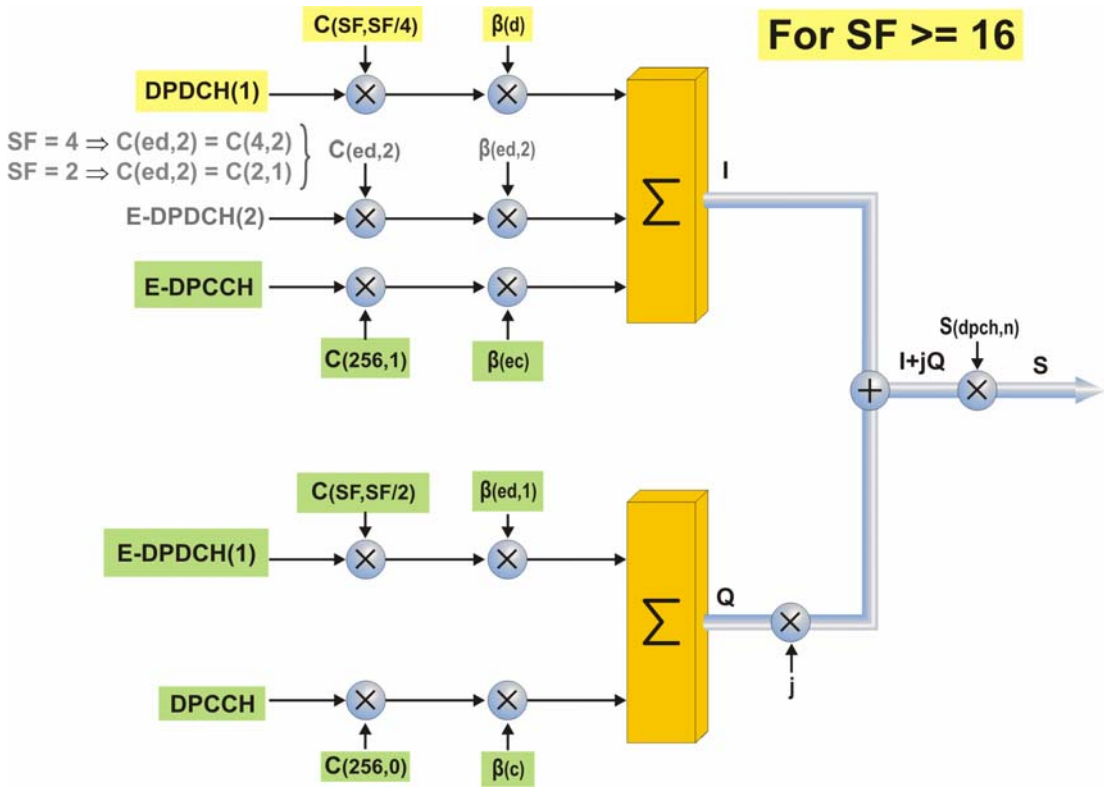 For SF >= 16
C(SF,SF/4)
β(d)
DPDCH(1)
SF = 4 ⇒ C(ed,2) = C(4,2)
SF = 2 ⇒ C(ed,2) = C(2,1)
C(ed,2)
β(ed,2)
E-DPDCH(2)
E-DPCCH
C(256,1)
β(ec)
Σ
I
C(SF,SF/2)
β(ed,1)
E-DPDCH(1)
DPCCH
C(256,0)
β(c)
Σ
Q
j
I+jQ
S(dpch,n)
S